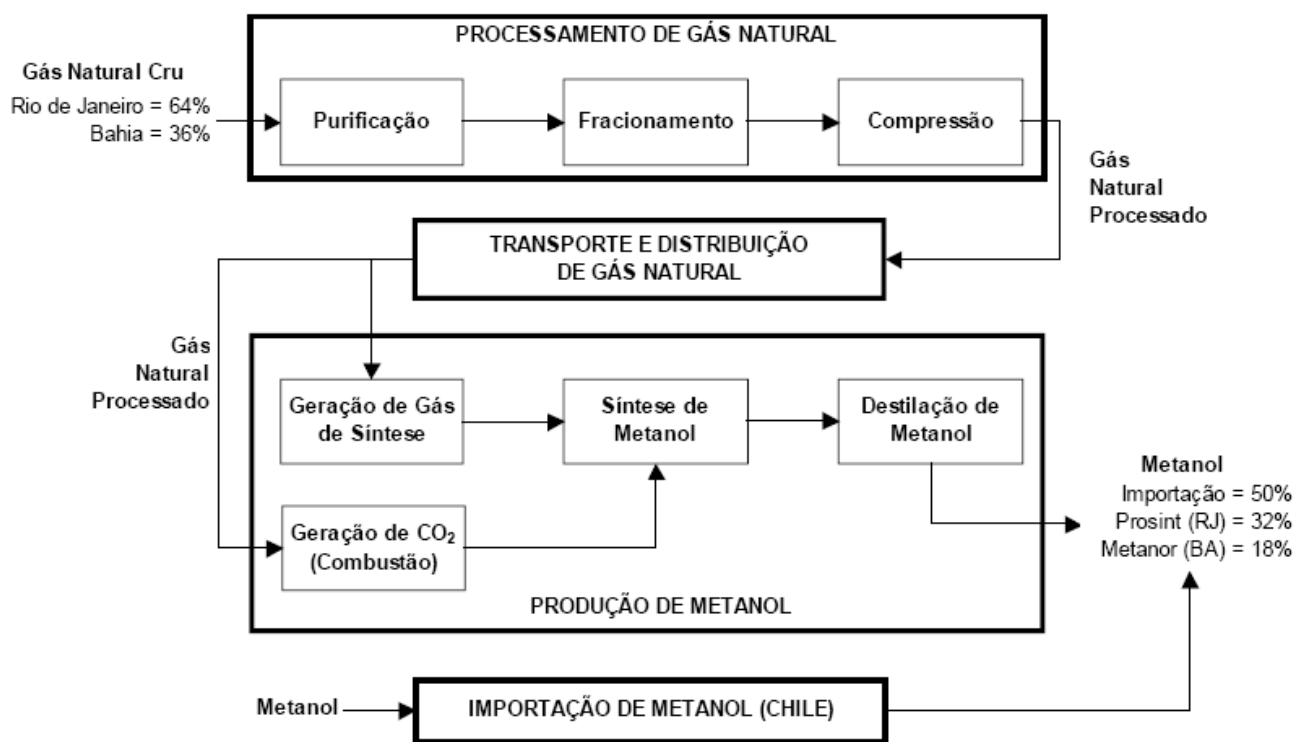 PROCESSAMENTO DE GÁS NATURAL
Gás Natural Cru
Rio de Janeiro = 64%
Bahia = 36%
Purificação
Fracionamento
Compressão
Gás
Natural
Processado
TRANSPORTE E DISTRIBUIÇÃO
DE GÁS NATURAL
Gás
Natural
Processado
Geração de Gás
de Síntese
Síntese de
Metanol
Destilação de
Metanol
Geração de CO₂
(Combustão)
PRODUÇÃO DE METANOL
Metanol
Importação = 50%
Prosint (RJ) = 32%
Metanor (BA) = 18%
Metanol
IMPORTAÇÃO DE METANOL (CHILE)